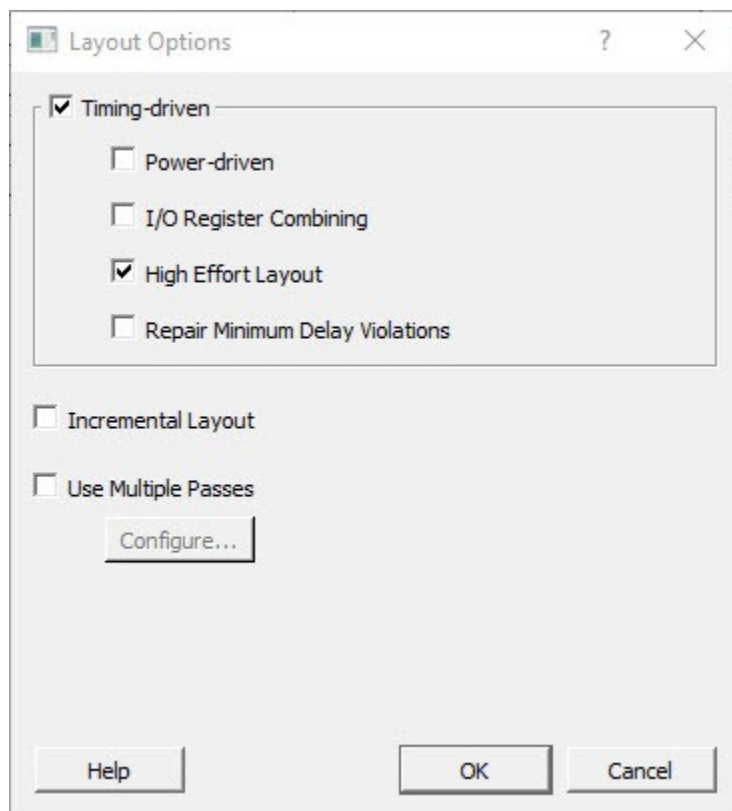 Layout Options
?
Timing-driven
Power-driven
I/O Register Combining
High Effort Layout
Repair Minimum Delay Violations
Incremental Layout
Use Multiple Passes
Configure...
Help OK Cancel